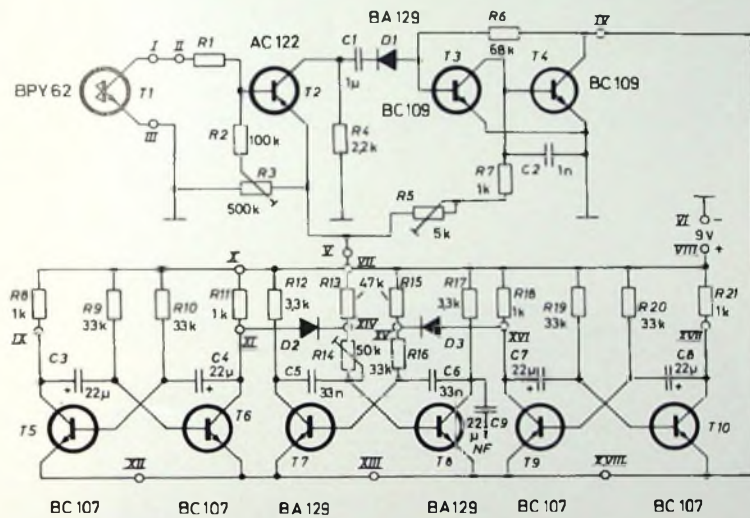 BA 129
IV
AC 122
C1
D1
R6
68k
I II R1
BPY 62
T1
T2
1µ
T3
T4
BC 109
BC109
III
R2
100k
R4
2,2k
R3
500k
R5
5k
R7
1k
C2
1n
VI -
9V
VIII +
V
VII
X
R8
1k
R9
33k
R10
33k
R11
1k
R12
3,3k
R13
47k
R15
R17
3,3k
R18
1k
R19
33k
R20
33k
R21
1k
IX
XI
D2
XIV
XV
D3
XVI
XVII
R14
50k
33k
R16
C3
22µ
C4
22µ
C5
33n
C6
33n
C7
22µ
C8
22µ
C9
22
µ
NF
T5
T6
T7
T8
T9
T10
XII
XIII
XVIII
BC 107
BC 107
BA 129
BA 129
BC 107
BC 107